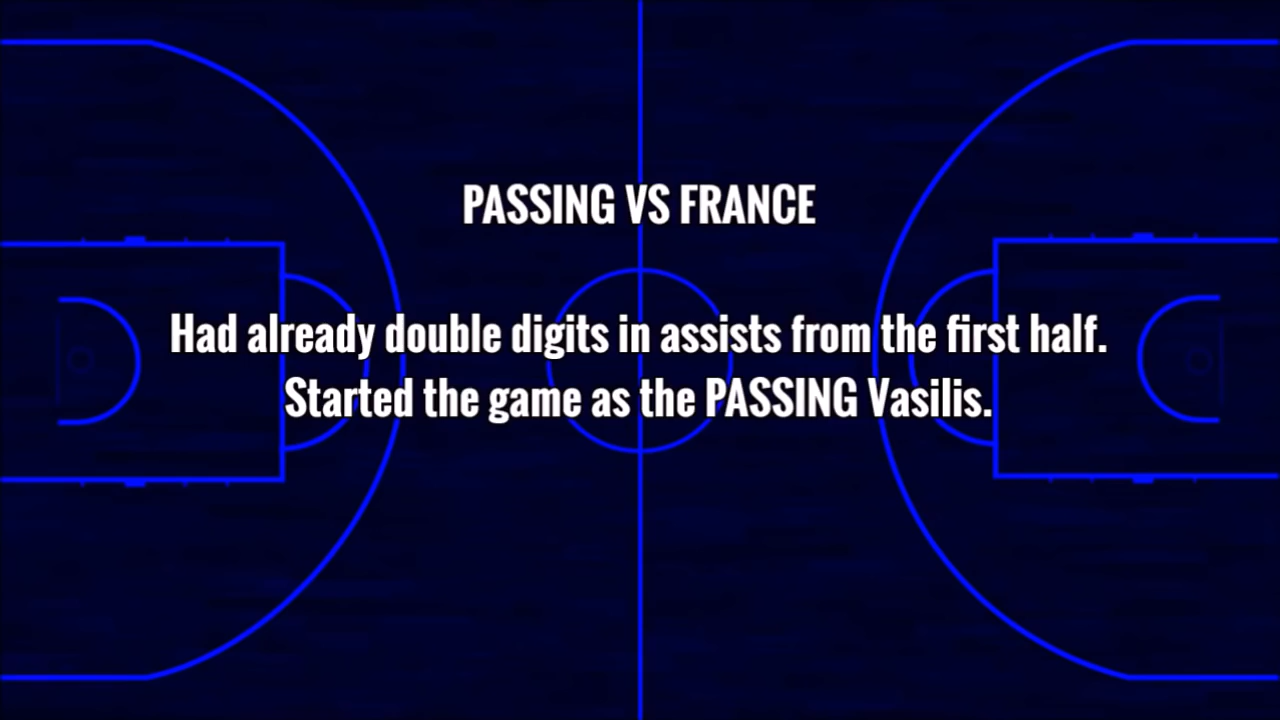 PASSING VS FRANCE
Had already double digits in assists from the first half.
Started the game as the PASSING Vasilis.